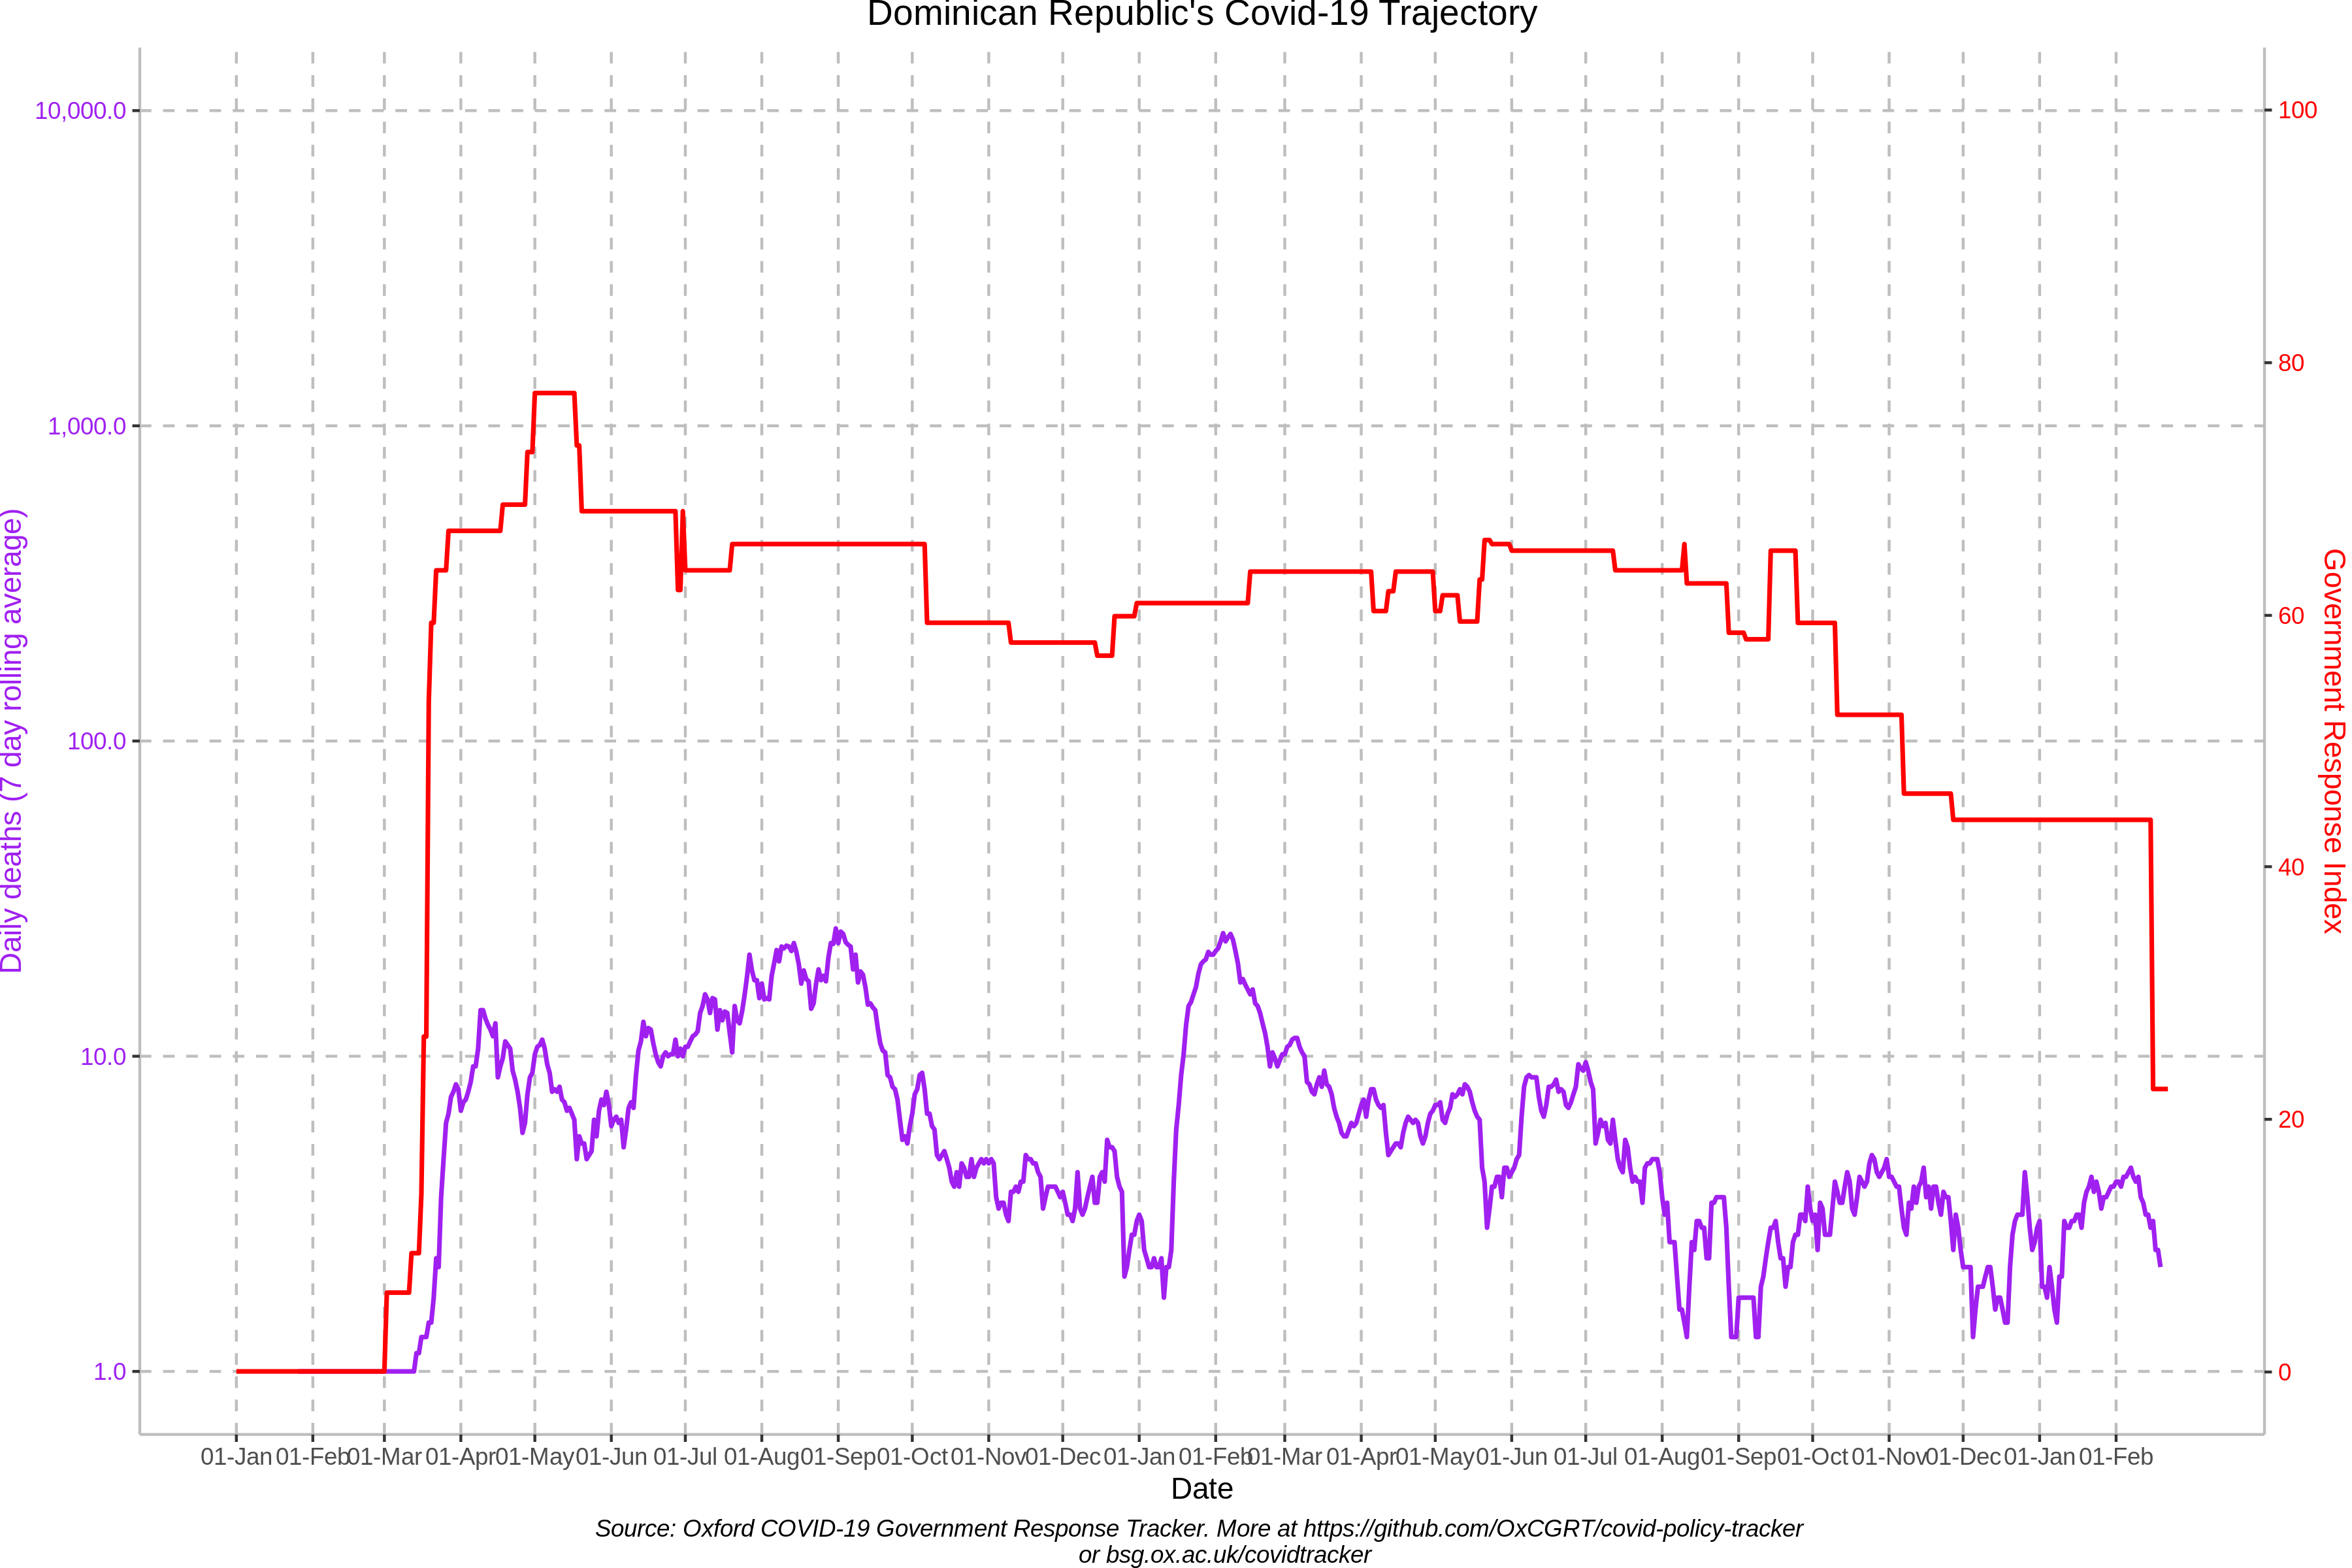 Dominican Republic's Covid-19 Trajectory
10,000.0
1,000.0
100.0
10.0
1.0
Daily deaths (7 day rolling average)
100
80
60
40
20
0
Government Response Index
01-Jan 01-Feb 01-Mar 01-Apr 01-May 01-Jun 01-Jul 01-Aug 01-Sep 01-Oct 01-Nov 01-Dec 01-Jan 01-Feb 01-Mar 01-Apr 01-May 01-Jun 01-Jul 01-Aug 01-Sep 01-Oct 01-Nov 01-Dec 01-Jan 01-Feb
Date
Source: Oxford COVID-19 Government Response Tracker. More at https://github.com/OxCGRT/covid-policy-tracker
or bsg.ox.ac.uk/covidtracker